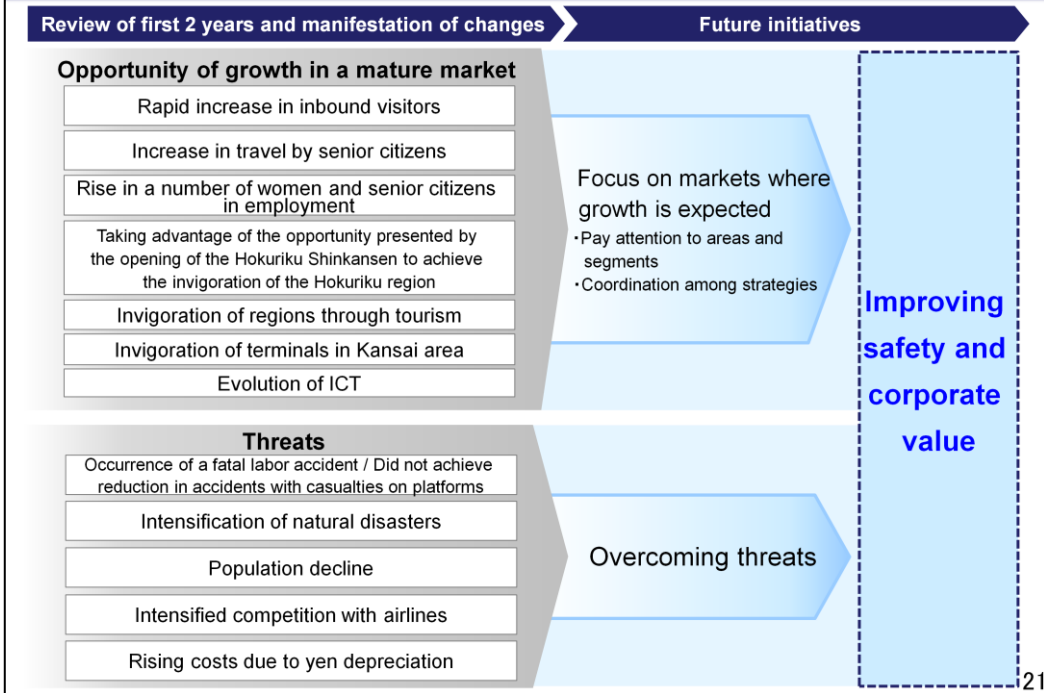 Review of first 2 years and manifestation of changes
Future initiatives
Opportunity of growth in a mature market
Rapid increase in inbound visitors
Increase in travel by senior citizens
Rise in a number of women and senior citizens
in employment
Taking advantage of the opportunity presented by
the opening of the Hokuriku Shinkansen to achieve
the invigoration of the Hokuriku region
Invigoration of regions through tourism
Invigoration of terminals in Kansai area
Evolution of ICT
Focus on markets where
growth is expected
・Pay attention to areas and
segments
・Coordination among strategies
Threats
Occurrence of a fatal labor accident / Did not achieve
reduction in accidents with casualties on platforms
Intensification of natural disasters
Population decline
Intensified competition with airlines
Rising costs due to yen depreciation
Overcoming threats
Improving
safety and
corporate
value
21